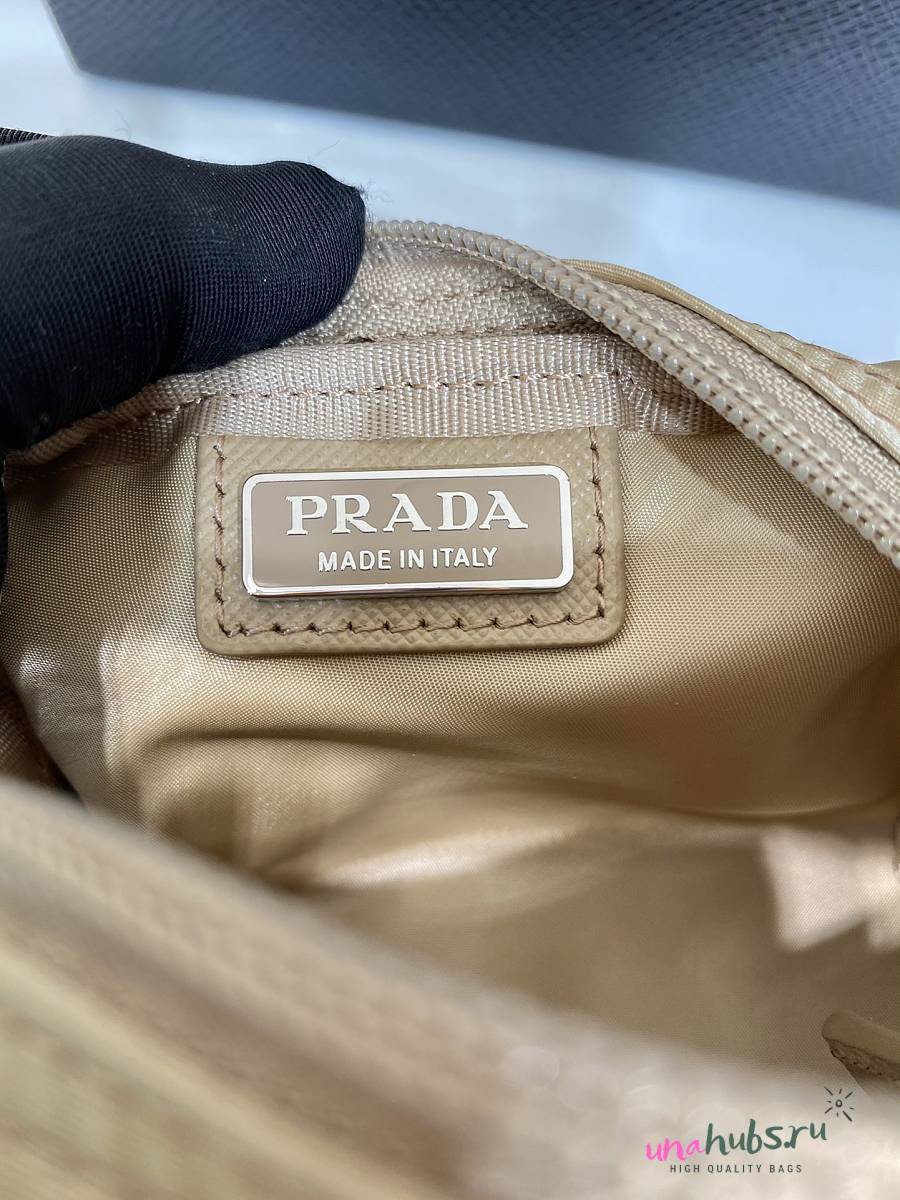 PRADA
MADE IN ITALY
unahubs.ru
HIGH QUALITY BAGS